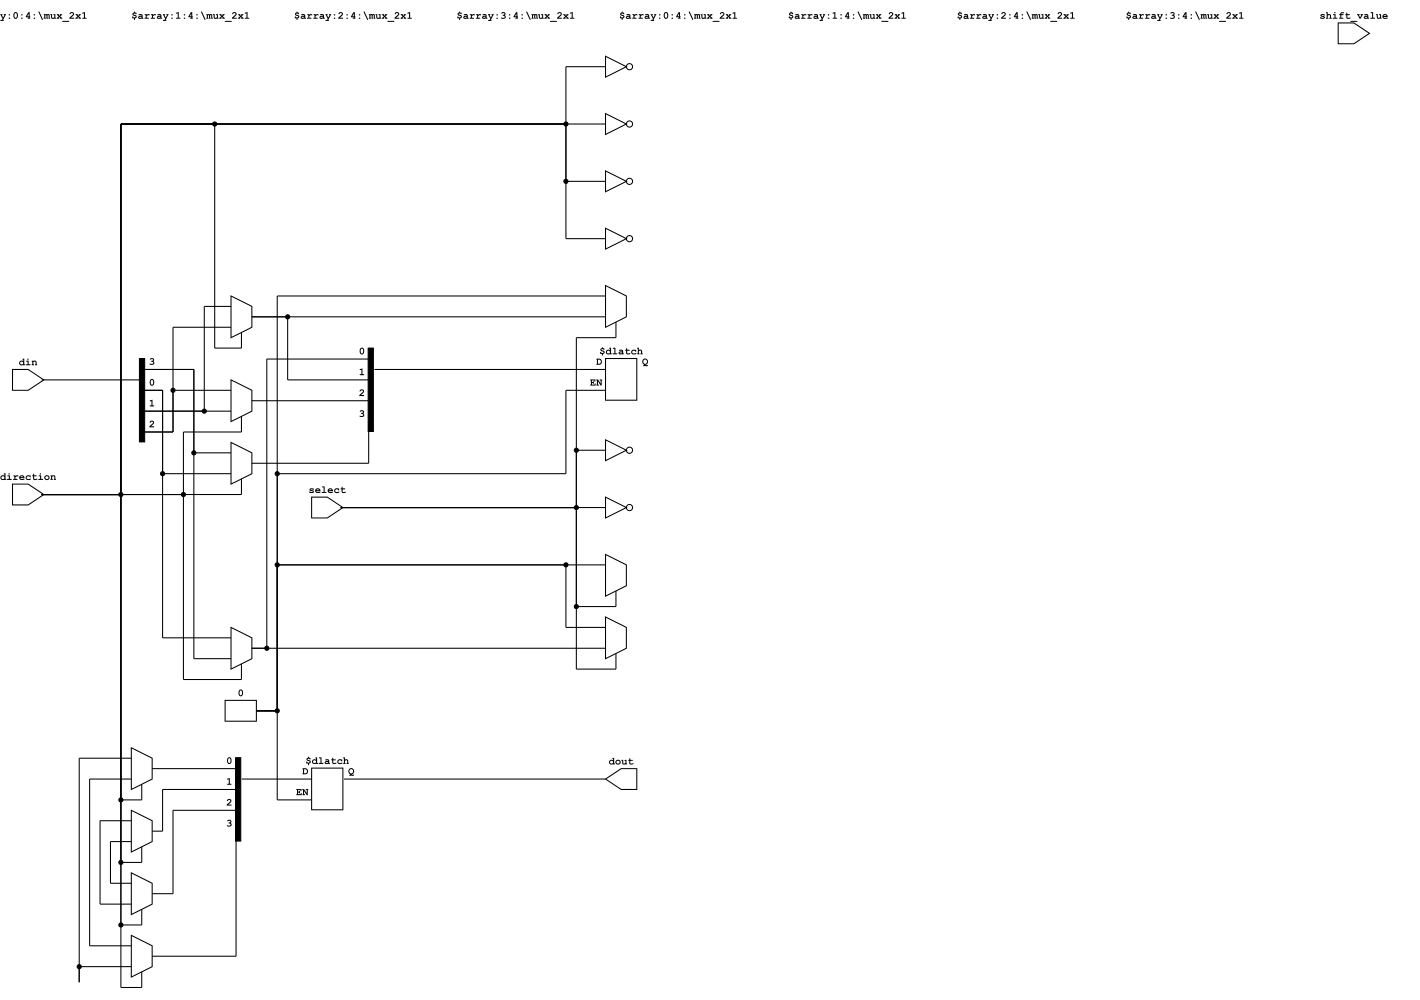 y:0:4:\mux_2x1 $array:1:4:\mux_2x1 $array:2:4:\mux_2x1 $array:3:4:\mux_2x1 $array:0:4:\mux_2x1 $array:1:4:\mux_2x1 $array:2:4:\mux_2x1 $array:3:4:\mux_2x1 shift_value
0
$dlatch
0
D
Q
din
3
1
0
EN
2
1
3
2
direction
select
0
$dlatch
dout
0
D
Q
1
EN
2
3